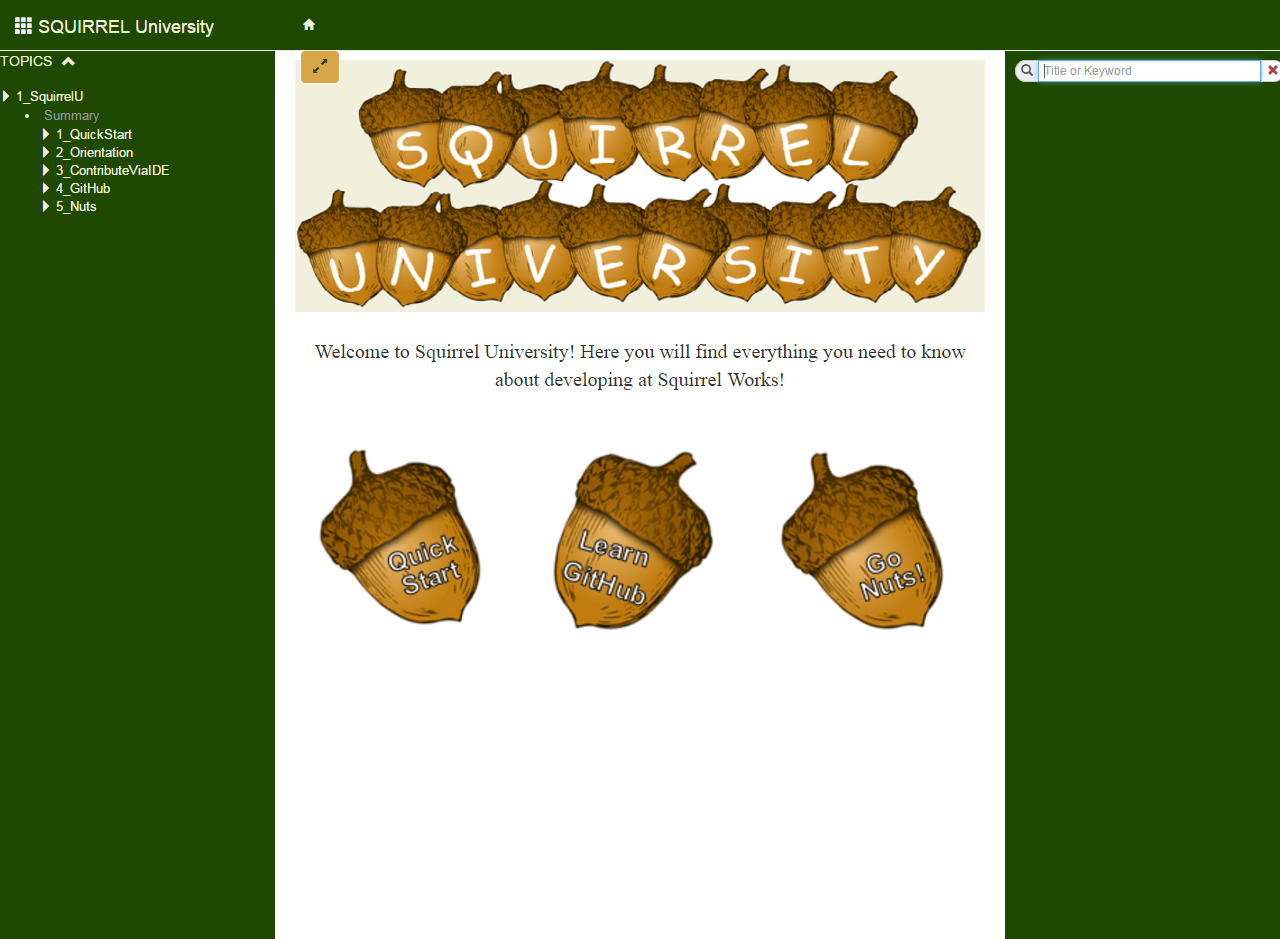 SQUIRREL University
TOPICS
1_SquirrelU
Summary
1_QuickStart
2_Orientation
3_ContributeViaIDE
4_GitHub
5_Nuts
SQUIRREL
UNIVERSITY
Welcome to Squirrel University! Here you will find everything you need to know
about developing at Squirrel Works!
Quick
Start
Learn
GitHub
Go
Nuts!
Title or Keyword